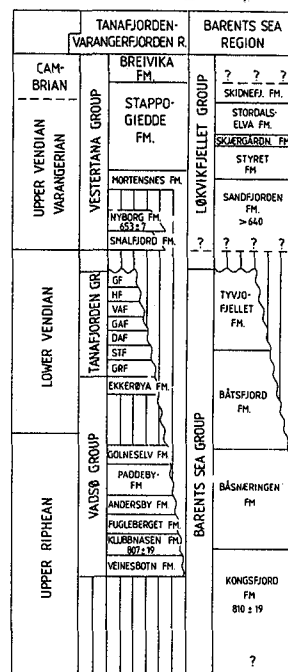 TANAFJORDEN-
VARANGERFJORDEN R.
BARENTS SEA
REGION
CAM-
BRIAN
UPPER VENDIAN
VARANGERIAN
LOWER VENDIAN
UPPER RIPHEAN
VESTERTANA GROUP
TANAFJORDEN GR
VADSØ GROUP
BREIVIKA
FM.
STAPPO-
GIEDDE
FM.
MORTENSNES FM.
NYBORG FM.
653±7
SMALFJORD FM.
GF
HF
VAF
GAF
DAF
STF
GRF
EKKERØYA FM.
GOLNESELV FM.
PADDEBY-
FM
ANDERSBY FM.
FUGLEBERGET FM.
KLUBBNASEN FM.
807±19
VEINESBOTN FM.
LØKVIKFJELLET GROUP
BARENTS SEA GROUP
? ? ?
SKIDNEFJ. FM.
STORDALS-
ELVA FM.
SKJÆRGÅRDN. FM.
STYRET
FM
SANDFJORDEN
FM.
>640
? ? ?
TYVJO-
FJELLET
FM.
BÅTSFJORD
FM.
BÅSNÆRINGEN
FM
KONGSFJORD
FM
810 ± 19
?